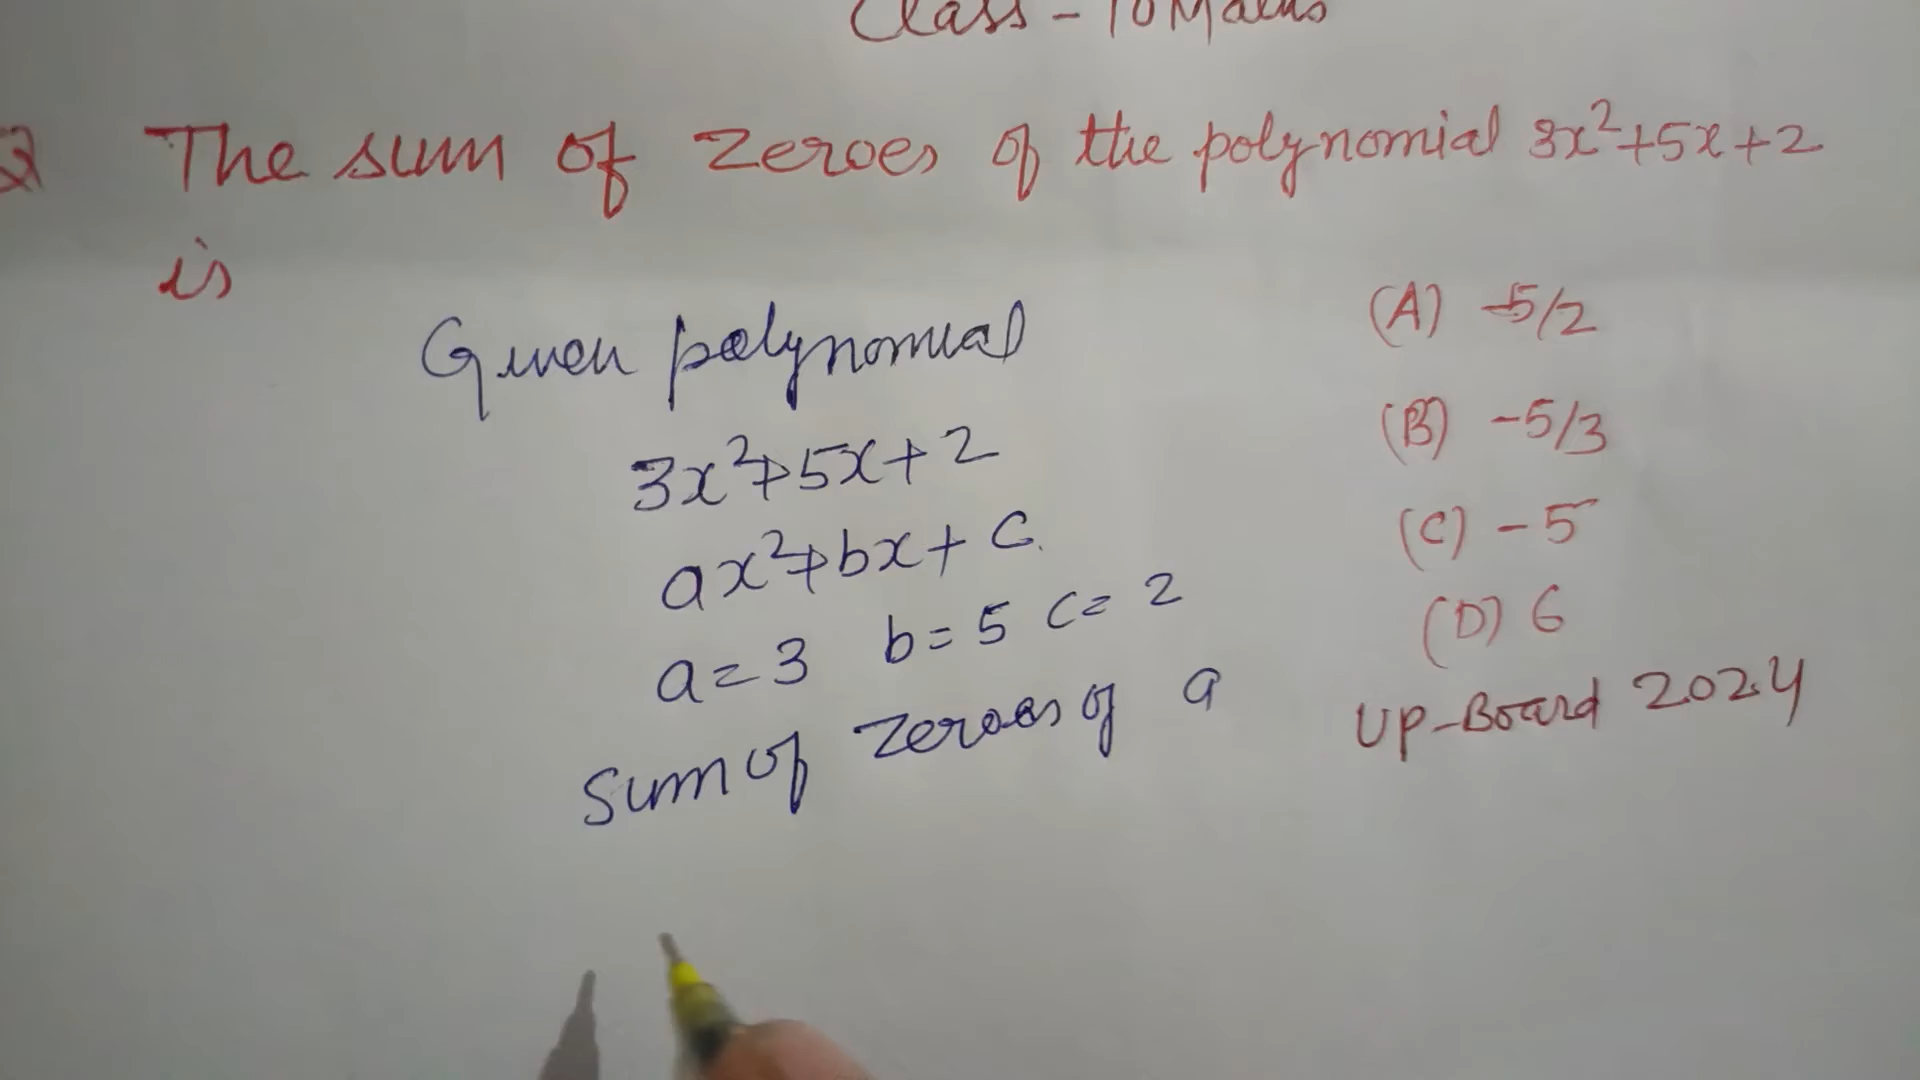 Class - 10 Maths
Q The sum of zeroes of the polynomial 3x²+5x+2
is
Given polynomial
3x²+5x+2
ax²+bx+c
a=3 b=5 c=2
Sum of zeroes of a
(A) -5/2
(B) -5/3
(C) -5
(D) 6
UP-Board 2024